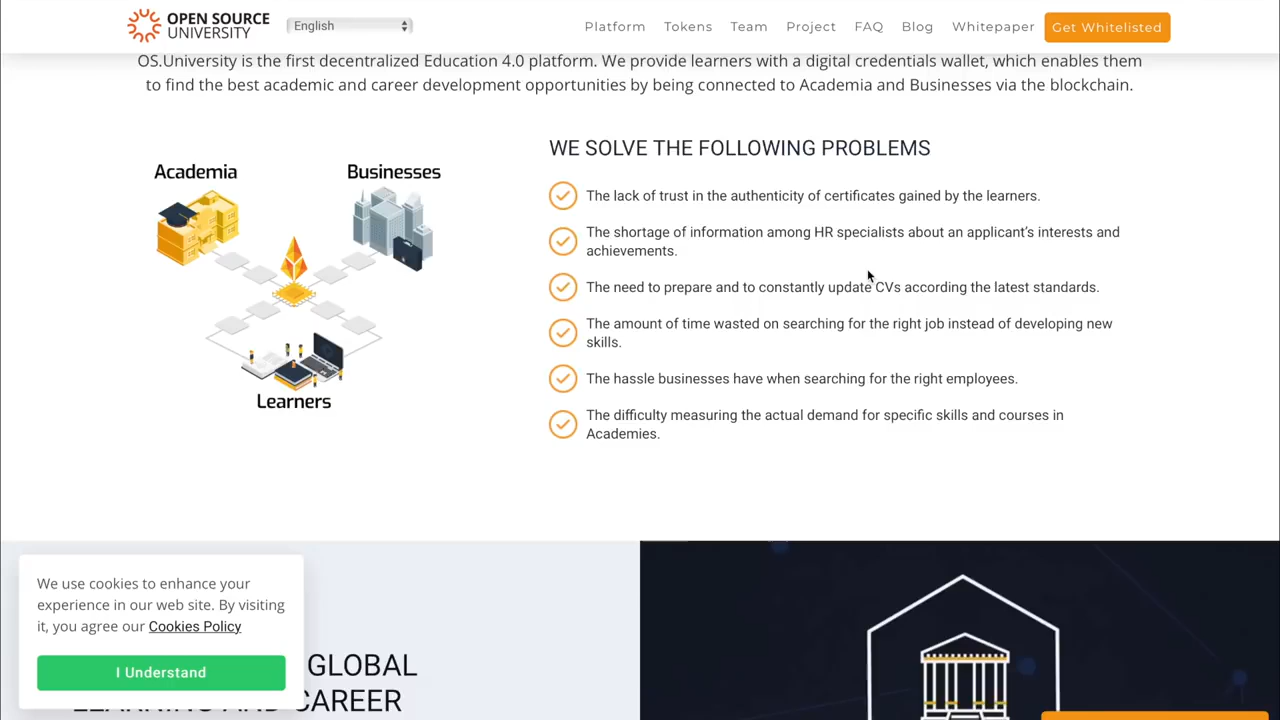 OPEN SOURCE
UNIVERSITY
English
Platform
Tokens
Team
Project
FAQ
Blog
Whitepaper
Get Whitelisted
OS.University is the first decentralized Education 4.0 platform. We provide learners with a digital credentials wallet, which enables them
to find the best academic and career development opportunities by being connected to Academia and Businesses via the blockchain.
Academia
Businesses
Learners
WE SOLVE THE FOLLOWING PROBLEMS
The lack of trust in the authenticity of certificates gained by the learners.
The shortage of information among HR specialists about an applicant's interests and
achievements.
The need to prepare and to constantly update CVs according the latest standards.
The amount of time wasted on searching for the right job instead of developing new
skills.
The hassle businesses have when searching for the right employees.
The difficulty measuring the actual demand for specific skills and courses in
Academies.
We use cookies to enhance your
experience in our web site. By visiting
it, you agree our Cookies Policy
I Understand
GLOBAL
CAREER